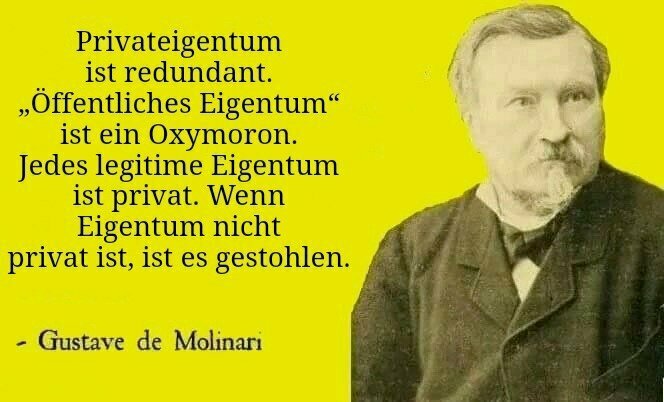 Privateigentum
ist redundant.
„Öffentliches Eigentum“
ist ein Oxymoron.
Jedes legitime Eigentum
ist privat. Wenn
Eigentum nicht
privat ist, ist es gestohlen.
- Gustave de Molinari